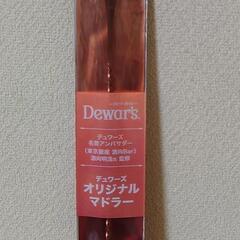 Dewar's
デュワーズ
名誉アンバサダー
(東京銀座 酒向Bar)
酒向明浩氏 監修
デュワーズ
オリジナル
マドラー